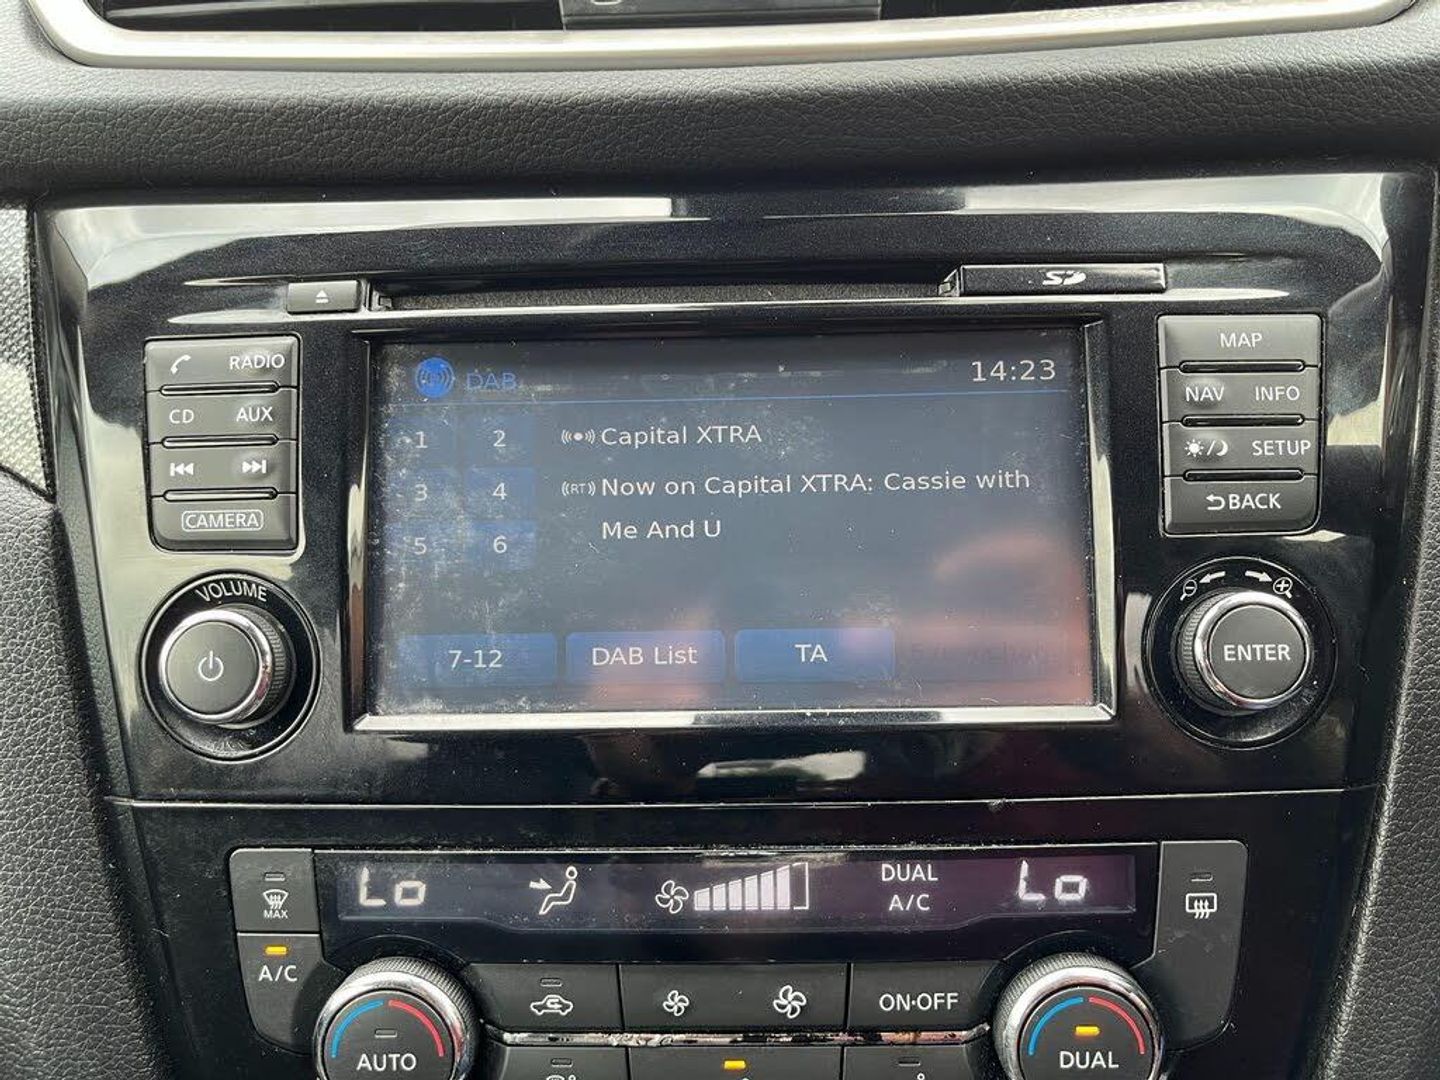 SD
RADIO
CD AUX
CAMERA
VOLUME
DAB
14:23
1 2
3 4
5 6
Capital XTRA
(RT) Now on Capital XTRA: Cassie with
Me And U
7-12
DAB List
TA
MAP
NAV INFO
SETUP
BACK
ENTER
MAX
A/C
Lo
DUAL
A/C
Lo
ON·OFF
AUTO
DUAL